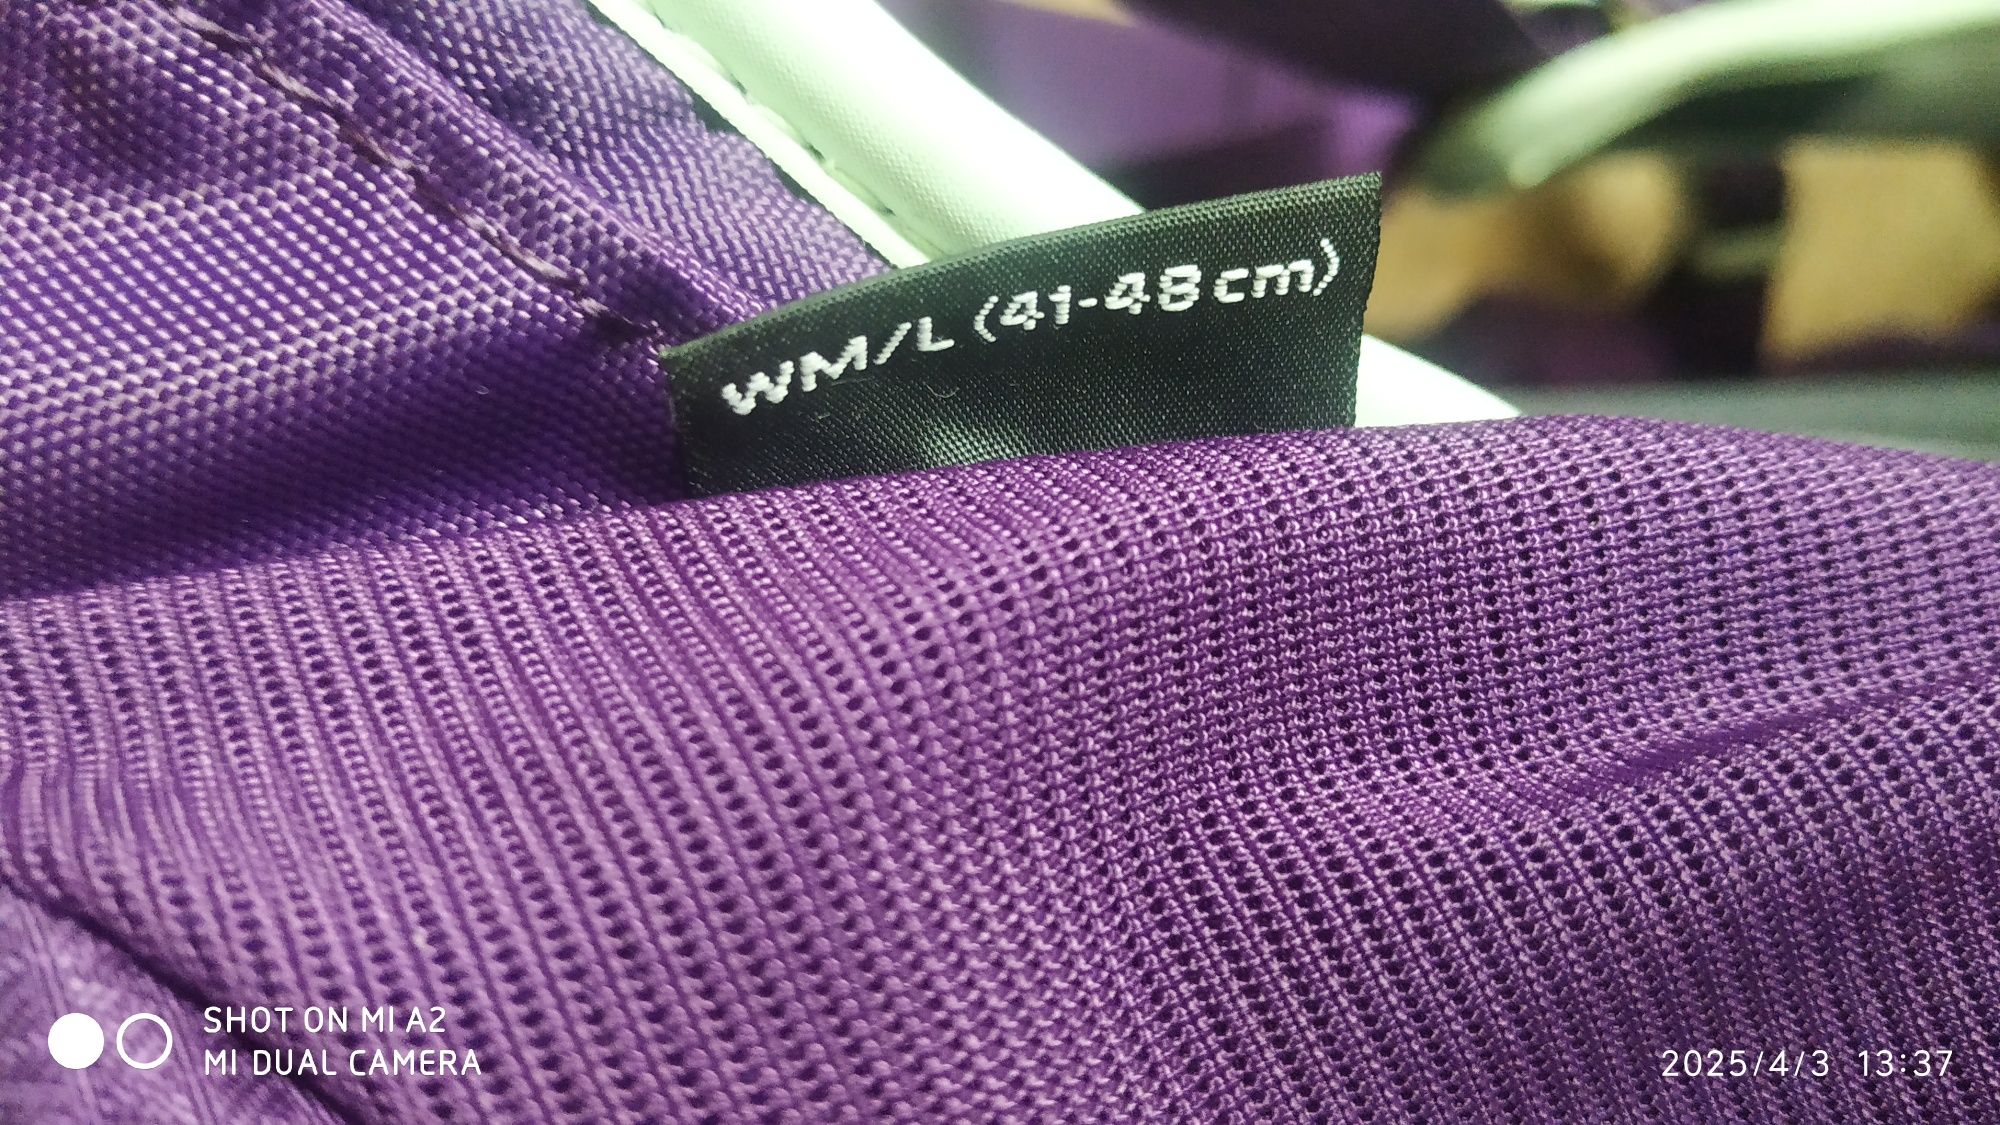 WM/L (41-48cm)
SHOT ON MI A2
MI DUAL CAMERA
2025/4/3 13:37